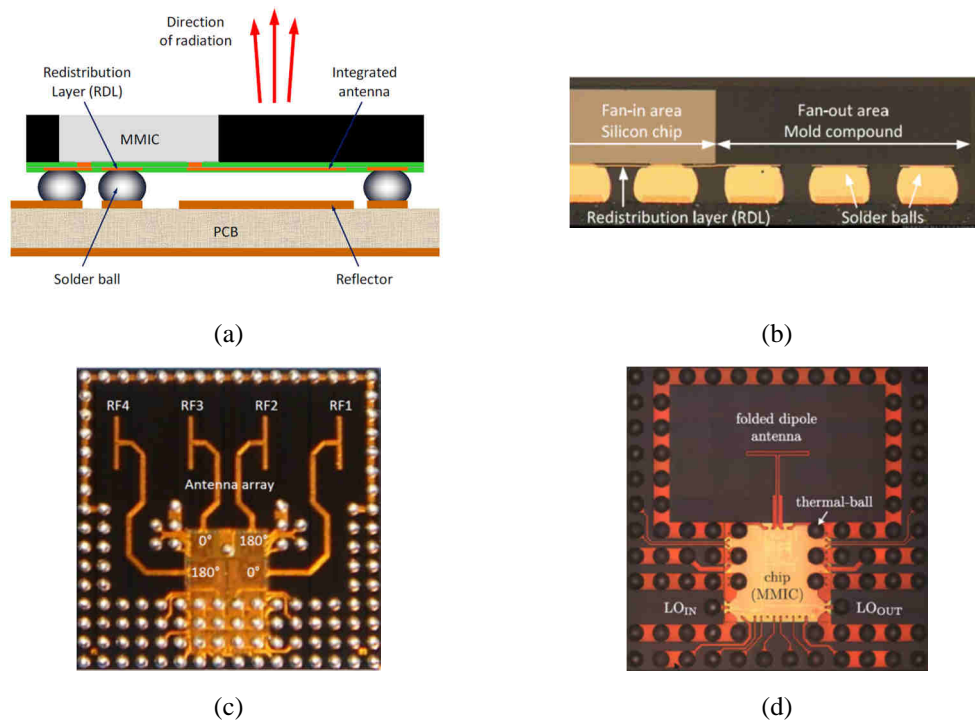 Direction
of radiation
Redistribution
Layer (RDL)
Integrated
antenna
MMIC
PCB
Solder ball
Reflector
(a)
Fan-in area
Silicon chip
Fan-out area
Mold compound
Redistribution layer (RDL)
Solder balls
(b)
RF4
RF3
RF2
RF1
Antenna array
0°
180°
180°
0°
(c)
folded dipole
antenna
thermal-ball
chip
(MMIC)
LOIN
LOOUT
(d)